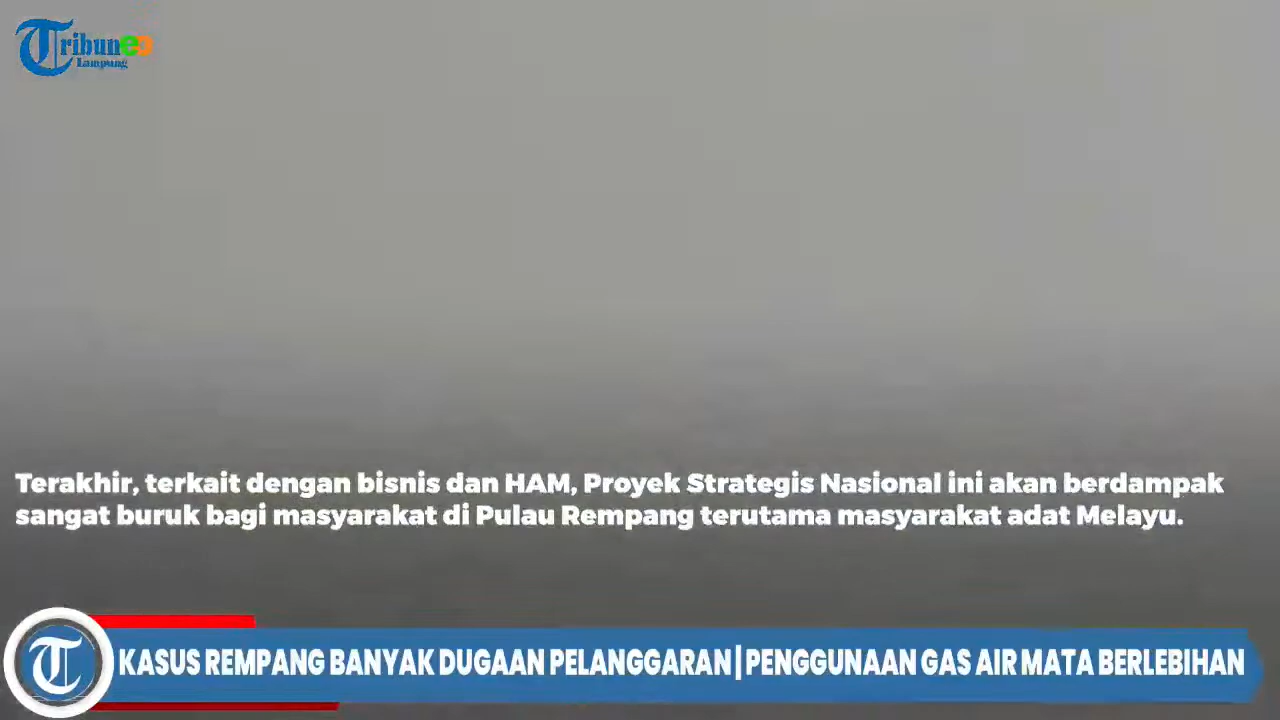 Tribun
Lampung
Terakhir, terkait dengan bisnis dan HAM, Proyek Strategis Nasional ini akan berdampak
sangat buruk bagi masyarakat di Pulau Rempang terutama masyarakat adat Melayu.
T KASUS REMPANG BANYAK DUGAAN PELANGGARAN|PENGGUNAAN GAS AIR MATA BERLEBIHAN